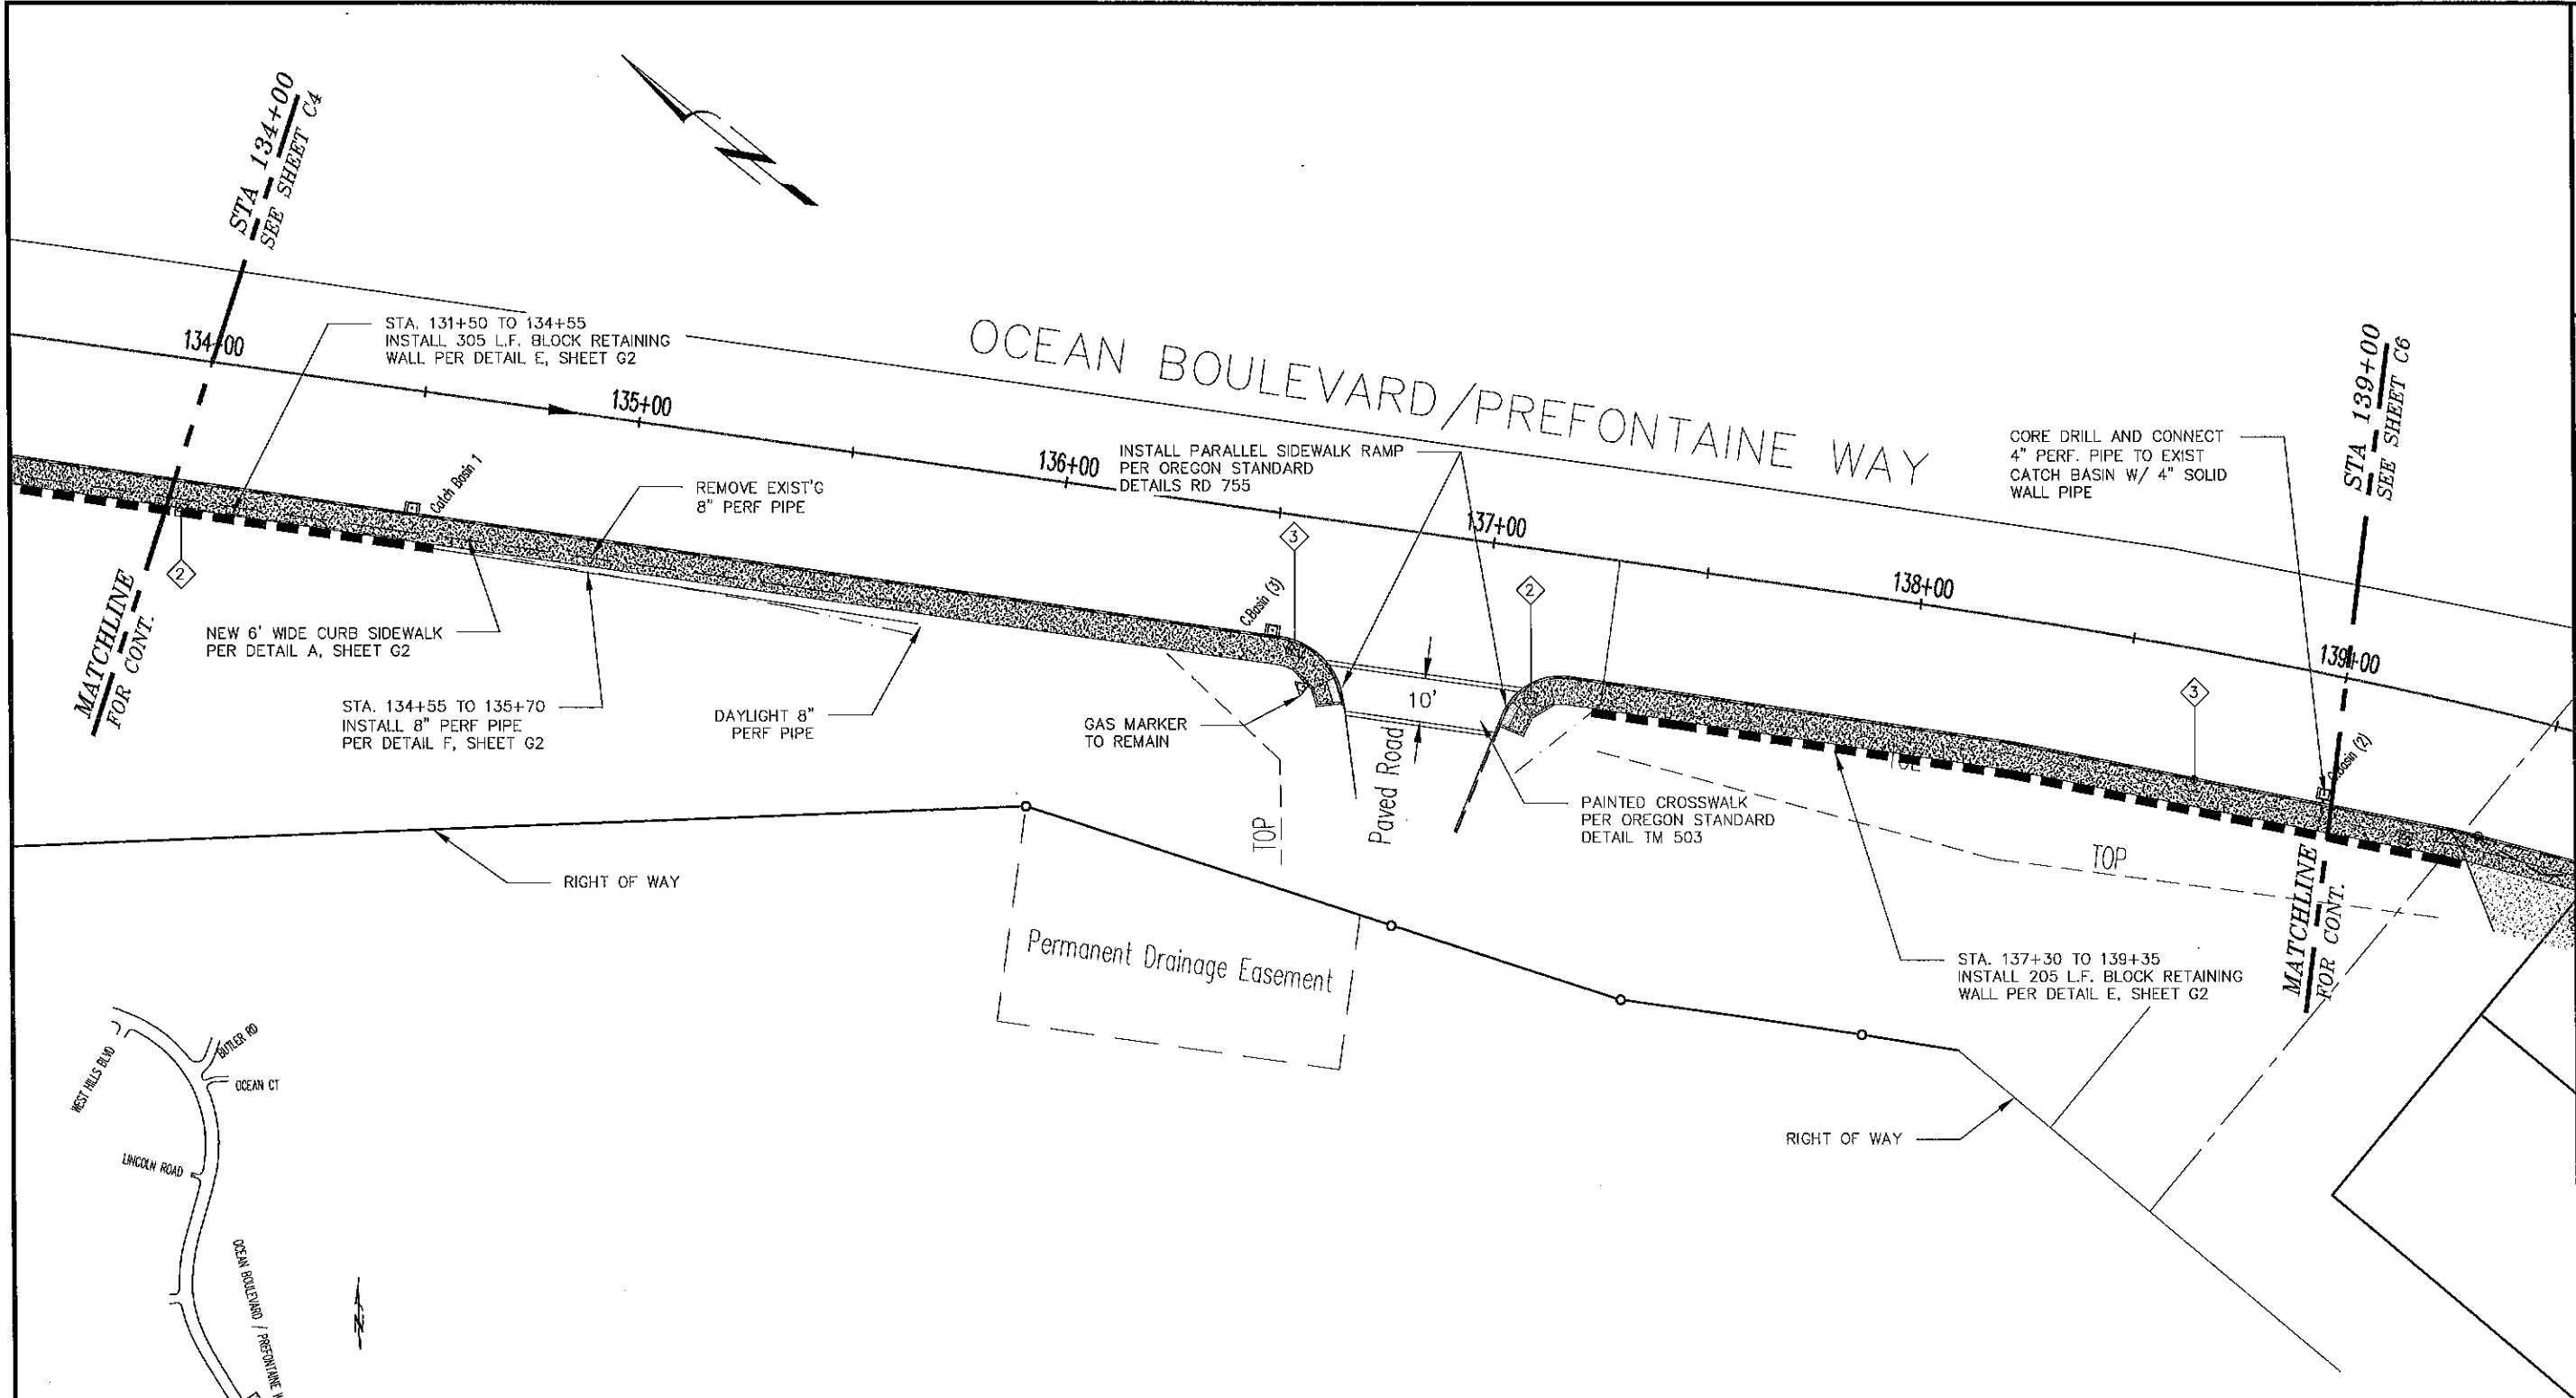 STA 134+00
SEE SHEET C4
134+00
STA. 131+50 TO 134+55
INSTALL 305 L.F. BLOCK RETAINING
WALL PER DETAIL E, SHEET G2
135+00
OCEAN BOULEVARD/PREFONTAINE WAY
136+00
INSTALL PARALLEL SIDEWALK RAMP
PER OREGON STANDARD
DETAILS RD 755
STA 139+00
SEE SHEET C6
CORE DRILL AND CONNECT
4" PERF. PIPE TO EXIST
CATCH BASIN W/ 4" SOLID
WALL PIPE
Catch Basin 1
REMOVE EXIST'G
8" PERF PIPE
137+00
138+00
139+00
2
3
2
3
C.Basin (3)
C.Basin (2)
MATCHLINE
FOR CONT.
NEW 6' WIDE CURB SIDEWALK
PER DETAIL A, SHEET G2
STA. 134+55 TO 135+70
INSTALL 8" PERF PIPE
PER DETAIL F, SHEET G2
DAYLIGHT 8"
PERF PIPE
GAS MARKER
TO REMAIN
10'
Paved Road
TOP
TOE
PAINTED CROSSWALK
PER OREGON STANDARD
DETAIL TM 503
TOP
RIGHT OF WAY
Permanent Drainage Easement
STA. 137+30 TO 139+35
INSTALL 205 L.F. BLOCK RETAINING
WALL PER DETAIL E, SHEET G2
MATCHLINE
FOR CONT.
RIGHT OF WAY
WEST HILLS BLVD
BUTLER RD
OCEAN CT
LINCOLN ROAD
OCEAN BOULEVARD / PREFONTAINE
N
N